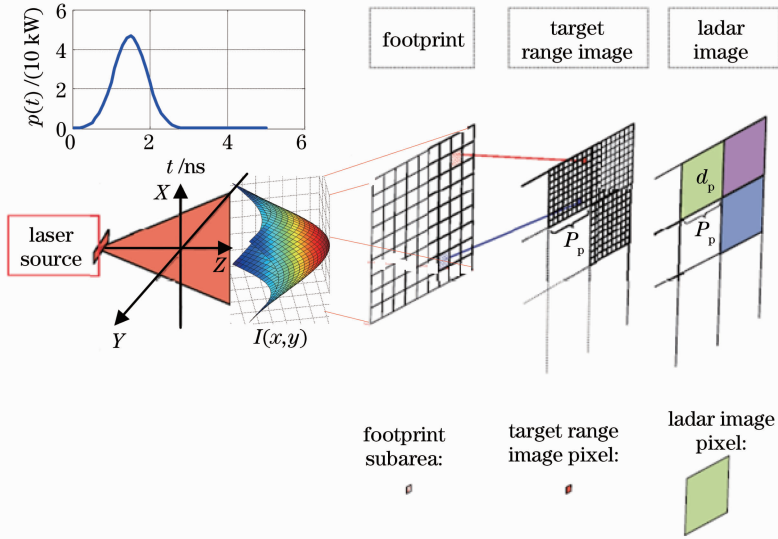 p(t)/(10 kW)
6
4
2
0
0
2
4
6
t/ns
footprint
target
range image
ladar
image
laser
source
X
Z
Y
I(x,y)
P_p
d_p
P_p
footprint
subarea:
target range
image pixel:
ladar image
pixel: